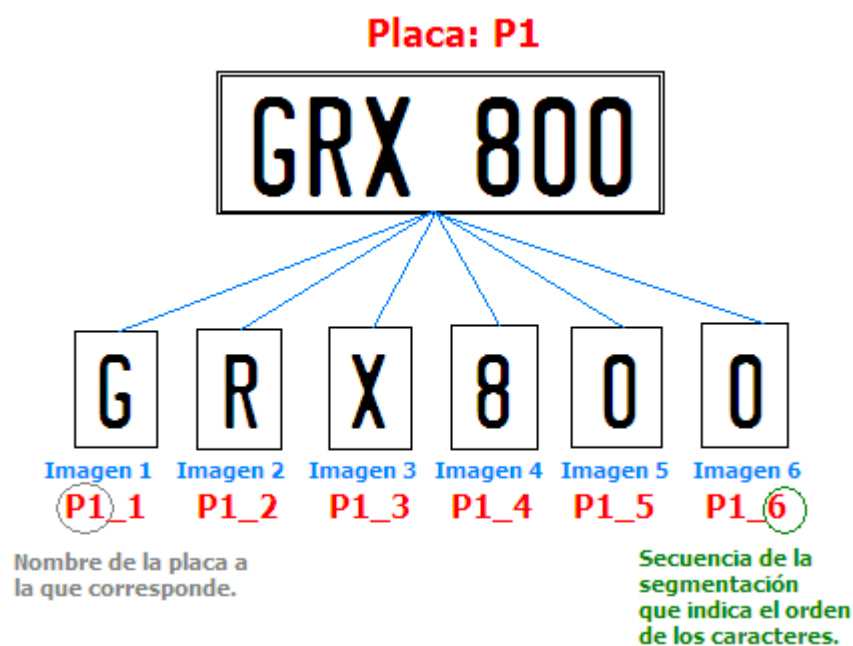 Placa: P1
GRX 800
G R X 8 0 0
Imagen 1 Imagen 2 Imagen 3 Imagen 4 Imagen 5 Imagen 6
P1_1 P1_2 P1_3 P1_4 P1_5 P1_6
Nombre de la placa a
la que corresponde.
Secuencia de la
segmentación
que indica el orden
de los caracteres.